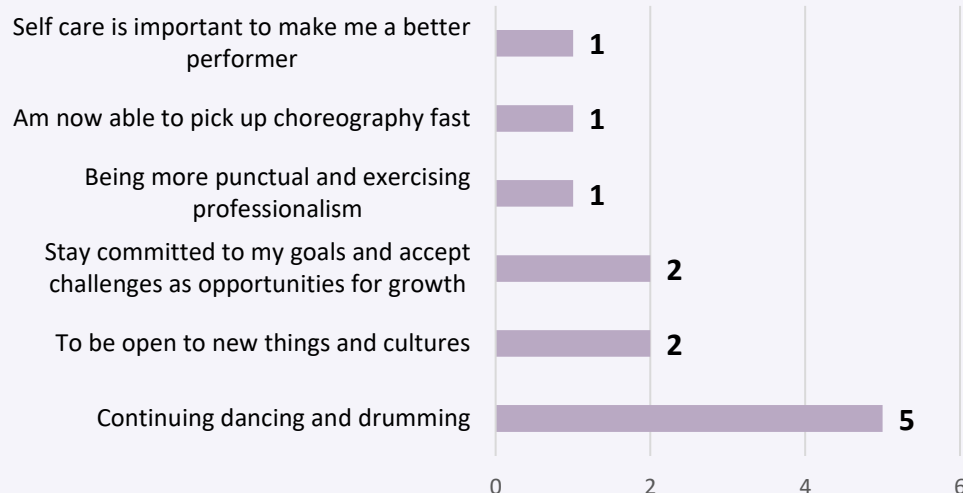 Self care is important to make me a better
performer
1
Am now able to pick up choreography fast
1
Being more punctual and exercising
professionalism
1
Stay committed to my goals and accept
challenges as opportunities for growth
2
To be open to new things and cultures
2
Continuing dancing and drumming
5
0 2 4 6